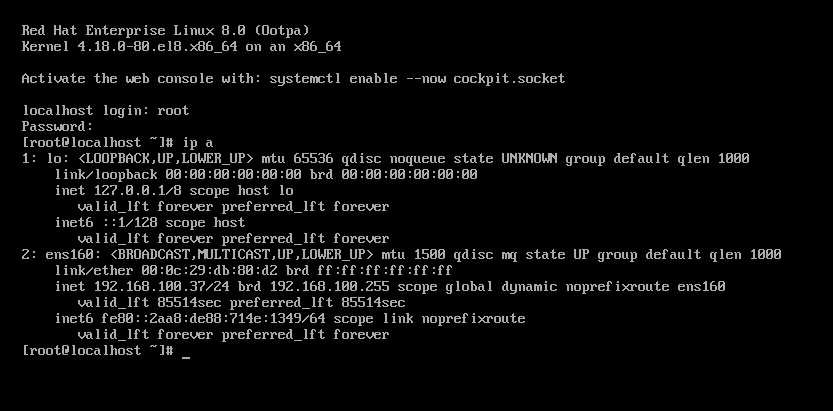 Red Hat Enterprise Linux 8.0 (Ootpa)
Kernel 4.18.0-80.el8.x86_64 on an x86_64
Activate the web console with: systemctl enable --now cockpit.socket
localhost login: root
Password:
[root@localhost ~]# ip a
1: lo: <LOOPBACK,UP,LOWER_UP> mtu 65536 qdisc noqueue state UNKNOWN group default qlen 1000
    link/loopback 00:00:00:00:00:00 brd 00:00:00:00:00:00
    inet 127.0.0.1/8 scope host lo
       valid_lft forever preferred_lft forever
    inet6 ::1/128 scope host
       valid_lft forever preferred_lft forever
2: ens160: <BROADCAST,MULTICAST,UP,LOWER_UP> mtu 1500 qdisc mq state UP group default qlen 1000
    link/ether 00:0c:29:db:80:d2 brd ff:ff:ff:ff:ff:ff
    inet 192.168.100.37/24 brd 192.168.100.255 scope global dynamic noprefixroute ens160
       valid_lft 85514sec preferred_lft 85514sec
    inet6 fe80::2aa8:de88:714e:1349/64 scope link noprefixroute
       valid_lft forever preferred_lft forever
[root@localhost ~]# _